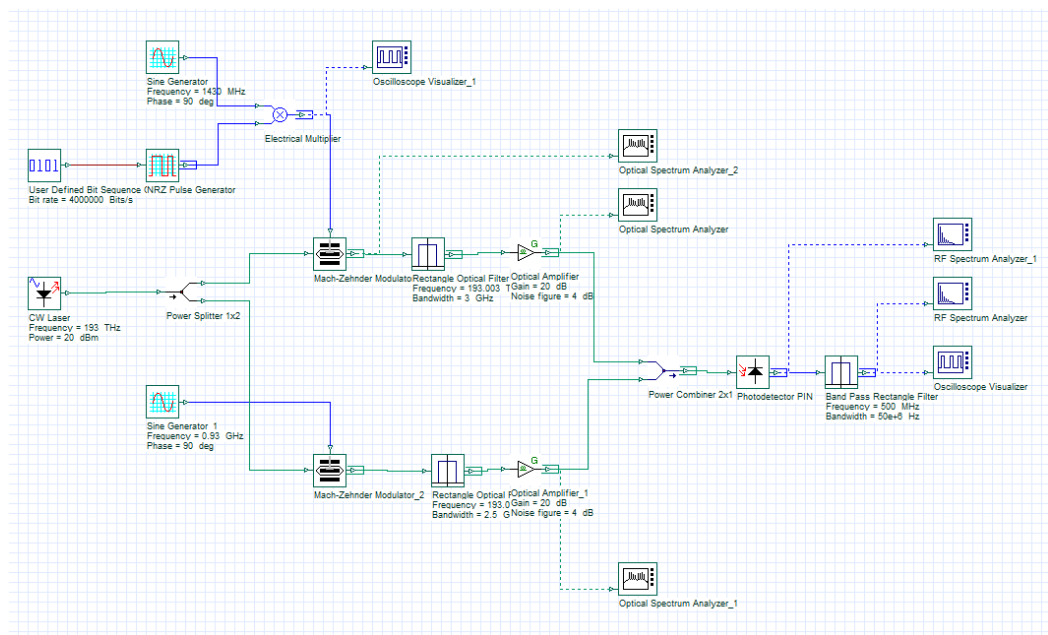 Sine Generator
Frequency = 1430 MHz
Phase = 90 deg
Oscilloscope Visualizer_1
Electrical Multiplier
0101
User Defined Bit Sequence
Bit rate = 4000000 Bits/s
NRZ Pulse Generator
Optical Spectrum Analyzer_2
Optical Spectrum Analyzer
RF Spectrum Analyzer_1
Mach-Zehnder Modulato
Rectangle Optical Filter
Frequency = 193.003 T
Bandwidth = 3 GHz
G
Optical Amplifier
Gain = 20 dB
Noise figure = 4 dB
CW Laser
Frequency = 193 THz
Power = 20 dBm
Power Splitter 1x2
RF Spectrum Analyzer
Oscilloscope Visualizer
Power Combiner 2x1
Photodetector PIN
Band Pass Rectangle Filter
Frequency = 500 MHz
Bandwidth = 50e+6 Hz
Sine Generator 1
Frequency = 0.93 GHz
Phase = 90 deg
Mach-Zehnder Modulator_2
Rectangle Optical
Frequency = 193.0
Bandwidth = 2.5 G
G
Optical Amplifier_1
Gain = 20 dB
Noise figure = 4 dB
Optical Spectrum Analyzer_1